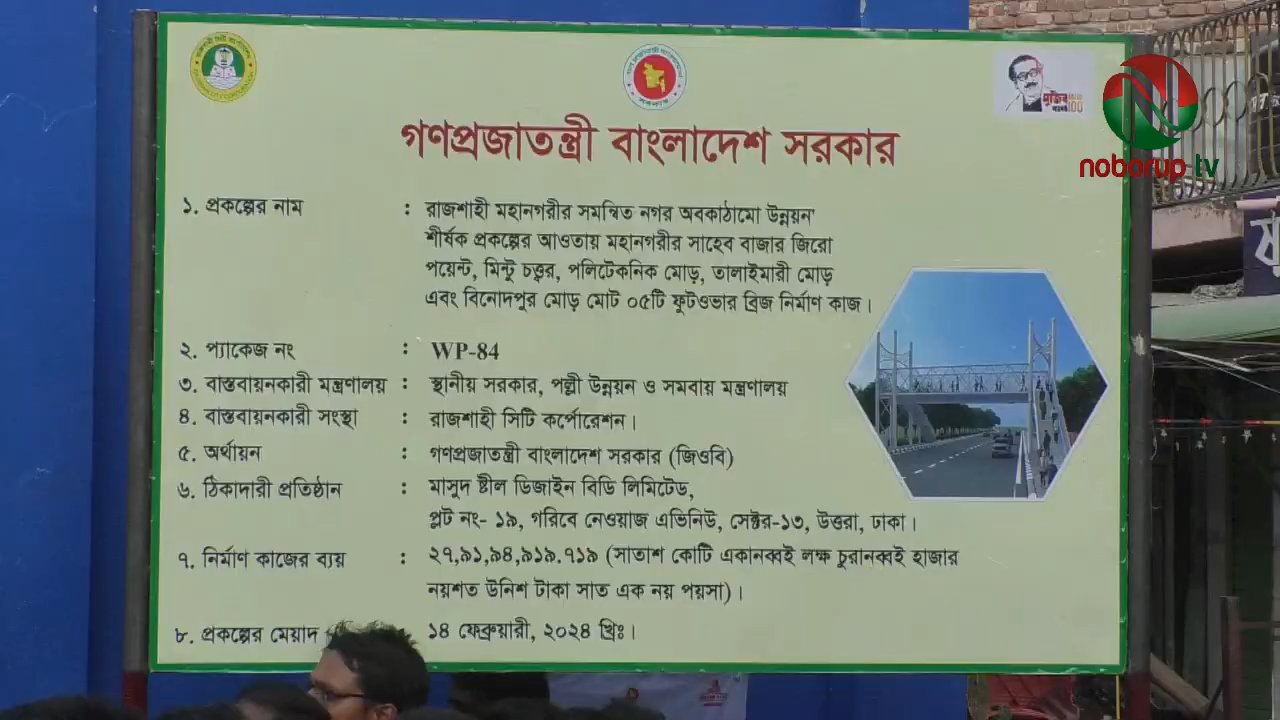 গণপ্রজাতন্ত্রী বাংলাদেশ সরকার
noborup tv
১. প্রকল্পের নাম : রাজশাহী মহানগরীর সমন্বিত নগর অবকাঠামো উন্নয়ন'
শীর্ষক প্রকল্পের আওতায় মহানগরীর সাহেব বাজার জিরো
পয়েন্ট, মিন্টু চত্ত্বর, পলিটেকনিক মোড়, তালাইমারী মোড়
এবং বিনোদপুর মোড় মোট ০৫টি ফুটওভার ব্রিজ নির্মাণ কাজ।
২. প্যাকেজ নং : WP-84
৩. বাস্তবায়নকারী মন্ত্রণালয় : স্থানীয় সরকার, পল্লী উন্নয়ন ও সমবায় মন্ত্রণালয়
৪. বাস্তবায়নকারী সংস্থা : রাজশাহী সিটি কর্পোরেশন।
৫. অর্থায়ন : গণপ্রজাতন্ত্রী বাংলাদেশ সরকার (জিওবি)
৬. ঠিকাদারী প্রতিষ্ঠান : মাসুদ ষ্টীল ডিজাইন বিডি লিমিটেড,
প্লট নং- ১৯, গরিবে নেওয়াজ এভিনিউ, সেক্টর-১৩, উত্তরা, ঢাকা।
৭. নির্মাণ কাজের ব্যয় : ২৭,৯১,৯৪,৯১৯.৭১৯ (সাতাশ কোটি একানব্বই লক্ষ চুরানব্বই হাজার
নয়শত উনিশ টাকা সাত এক নয় পয়সা)।
৮. প্রকল্পের মেয়াদ ১৪ ফেব্রুয়ারী, ২০২৪ খ্রিঃ।